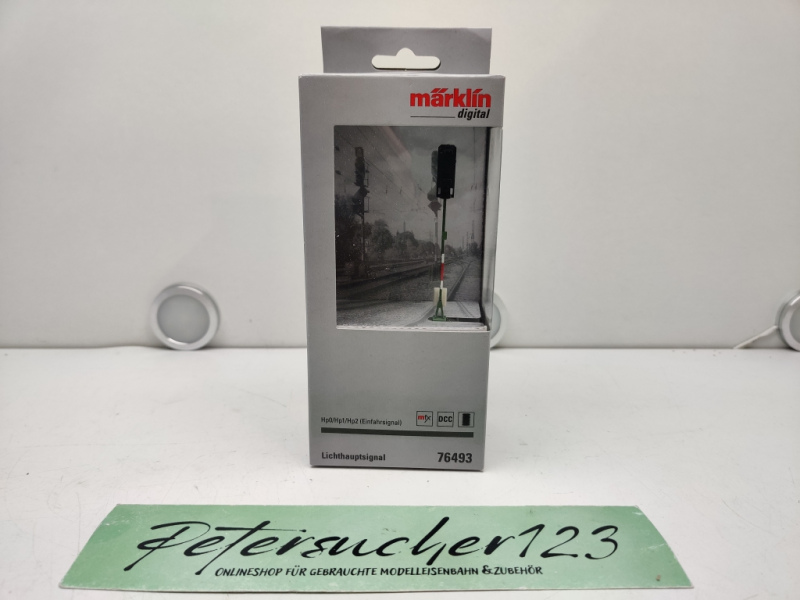 märklin
digital
Hp0/Hp1/Hp2 (Einfahrsignal)
mfx DCC
Lichthauptsignal 76493
Petersucher123
ONLINESHOP FÜR GEBRAUCHTE MODELLEISENBAHN & ZUBEHÖR